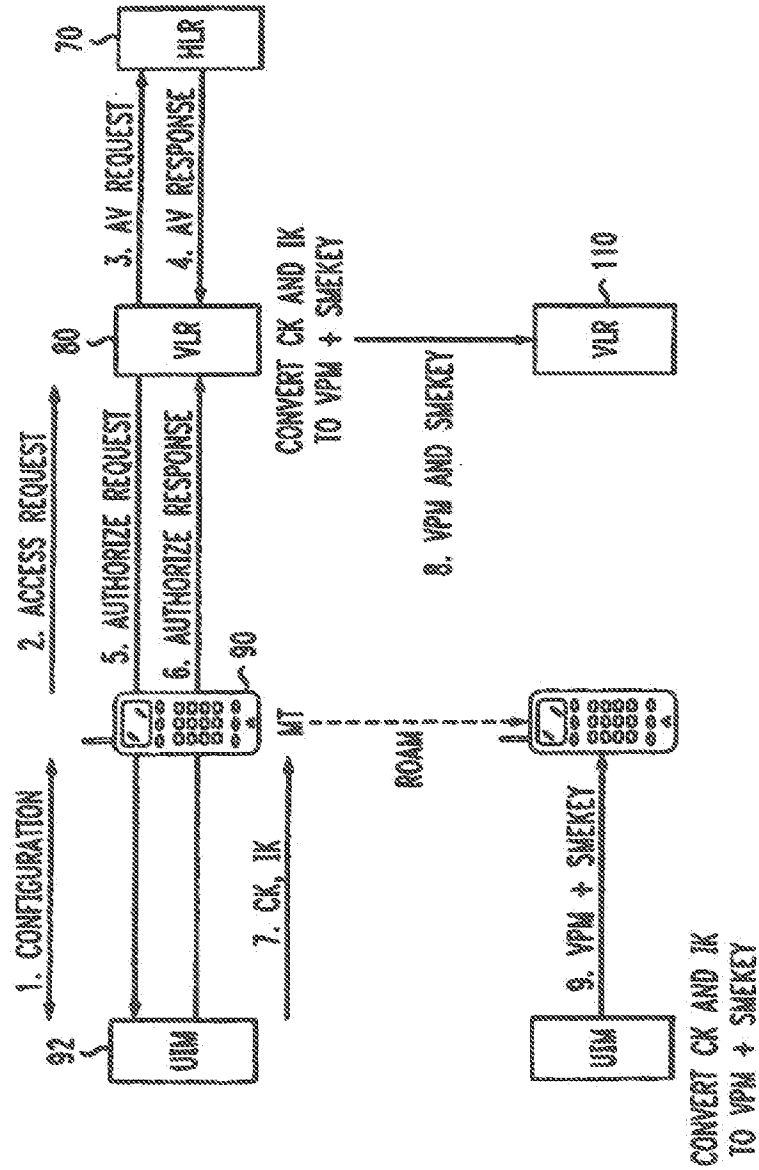 1. CONFIGURATION
2. ACCESS REQUEST
92
UIM
5. AUTHORIZE REQUEST
6. AUTHORIZE RESPONSE
90
MT
7. CK, IK
80
VLR
3. AV REQUEST
4. AV RESPONSE
70
HLR
CONVERT CK AND IK
TO VPM + SMEKEY
ROAM
8. VPM AND SMEKEY
VLR
110
UIM
9. VPM + SMEKEY
CONVERT CK AND IK
TO VPM + SMEKEY